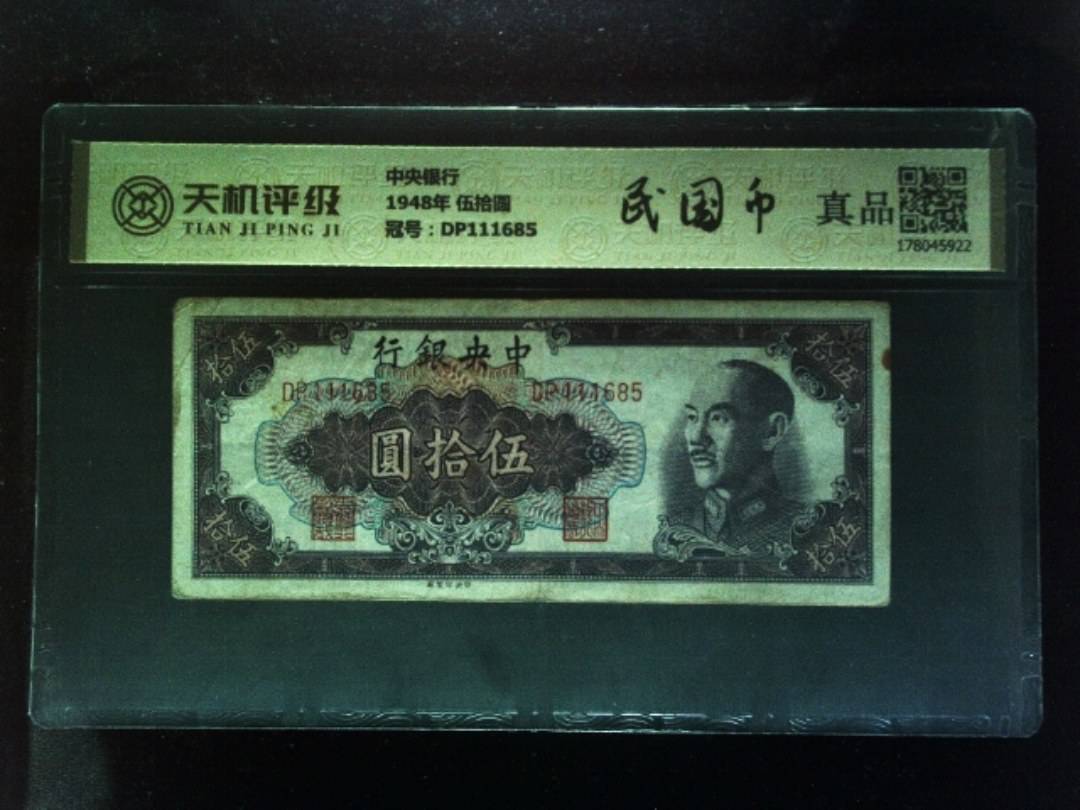 天机评级
TIAN JI PING JI
中央银行
1948年 伍拾圆
冠号：DP111685
民国币
真品
178045922
行銀央中
DP111685 DP111685
圓拾伍
拾伍
拾伍
拾伍
拾伍